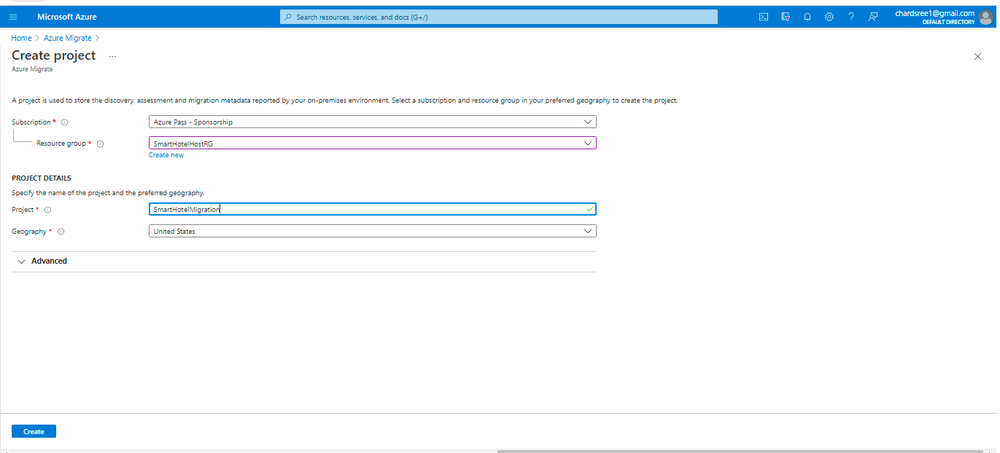 Microsoft Azure
Search resources, services, and docs (G+/)
chardsree1@gmail.com
DEFAULT DIRECTORY
Home > Azure Migrate >
Create project ...
Azure Migrate
A project is used to store the discovery, assessment and migration metadata reported by your on-premises environment. Select a subscription and resource group in your preferred geography to create the project.
Subscription *
Azure Pass - Sponsorship
Resource group *
SmartHotelHostRG
Create new
PROJECT DETAILS
Specify the name of the project and the preferred geography.
Project *
SmartHotelMigration
Geography *
United States
Advanced
Create